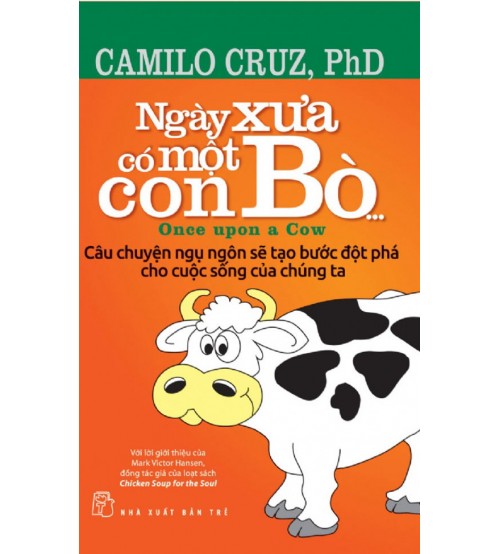 CAMILO CRUZ, PhD
Ngày xưa
có một
con Bò...
Once upon a Cow
Câu chuyện ngụ ngôn sẽ tạo bước đột phá
cho cuộc sống của chúng ta
Với lời giới thiệu của
Mark Victor Hansen,
đồng tác giả của loạt sách
Chicken Soup for the Soul
NHÀ XUẤT BẢN TRẺ